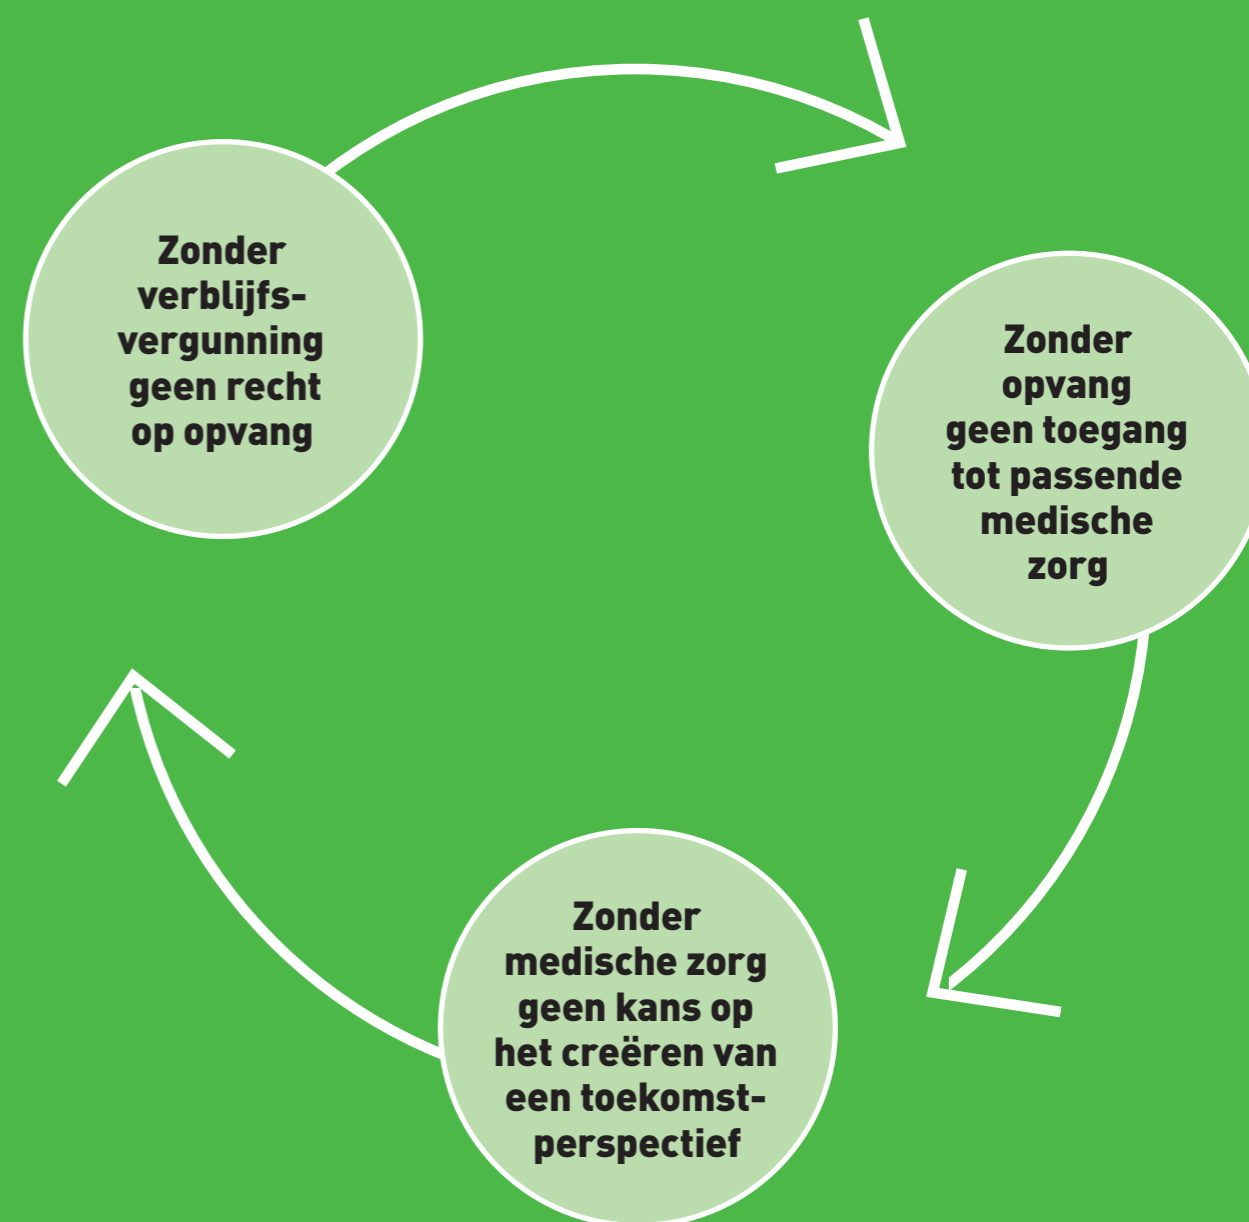 Zonder
verblijfs-
vergunning
geen recht
op opvang
Zonder
opvang
geen toegang
tot passende
medische
zorg
Zonder
medische zorg
geen kans op
het creëren van
een toekomst-
perspectief